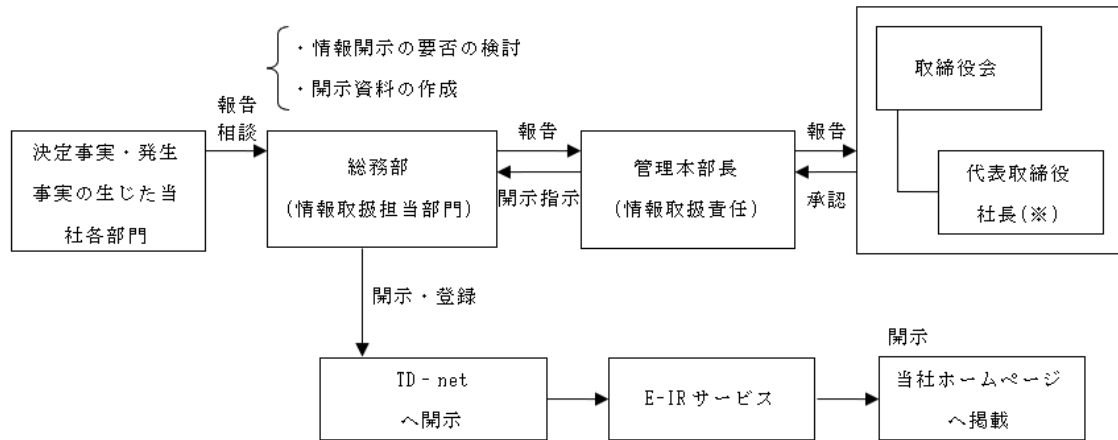 ・情報開示の要否の検討
・開示資料の作成
取締役会
報告
相談
報告
報告
決定事実・発生
事実の生じた当
社各部門
総務部
(情報取扱担当部門)
開示指示
管理本部長
(情報取扱責任)
承認
代表取締役
社長(※)
開示・登録
開示
TD‐net
へ開示
E-IRサービス
当社ホームページ
へ掲載